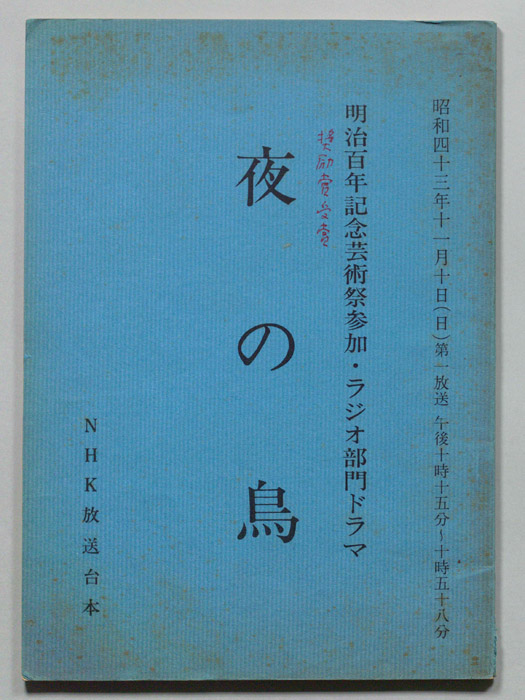 昭和四十三年十一月十日(日)第一放送 午後十時十五分~十時五十八分
明治百年記念芸術祭参加・ラジオ部門ドラマ
奨励賞受賞
夜の鳥
NHK放送台本